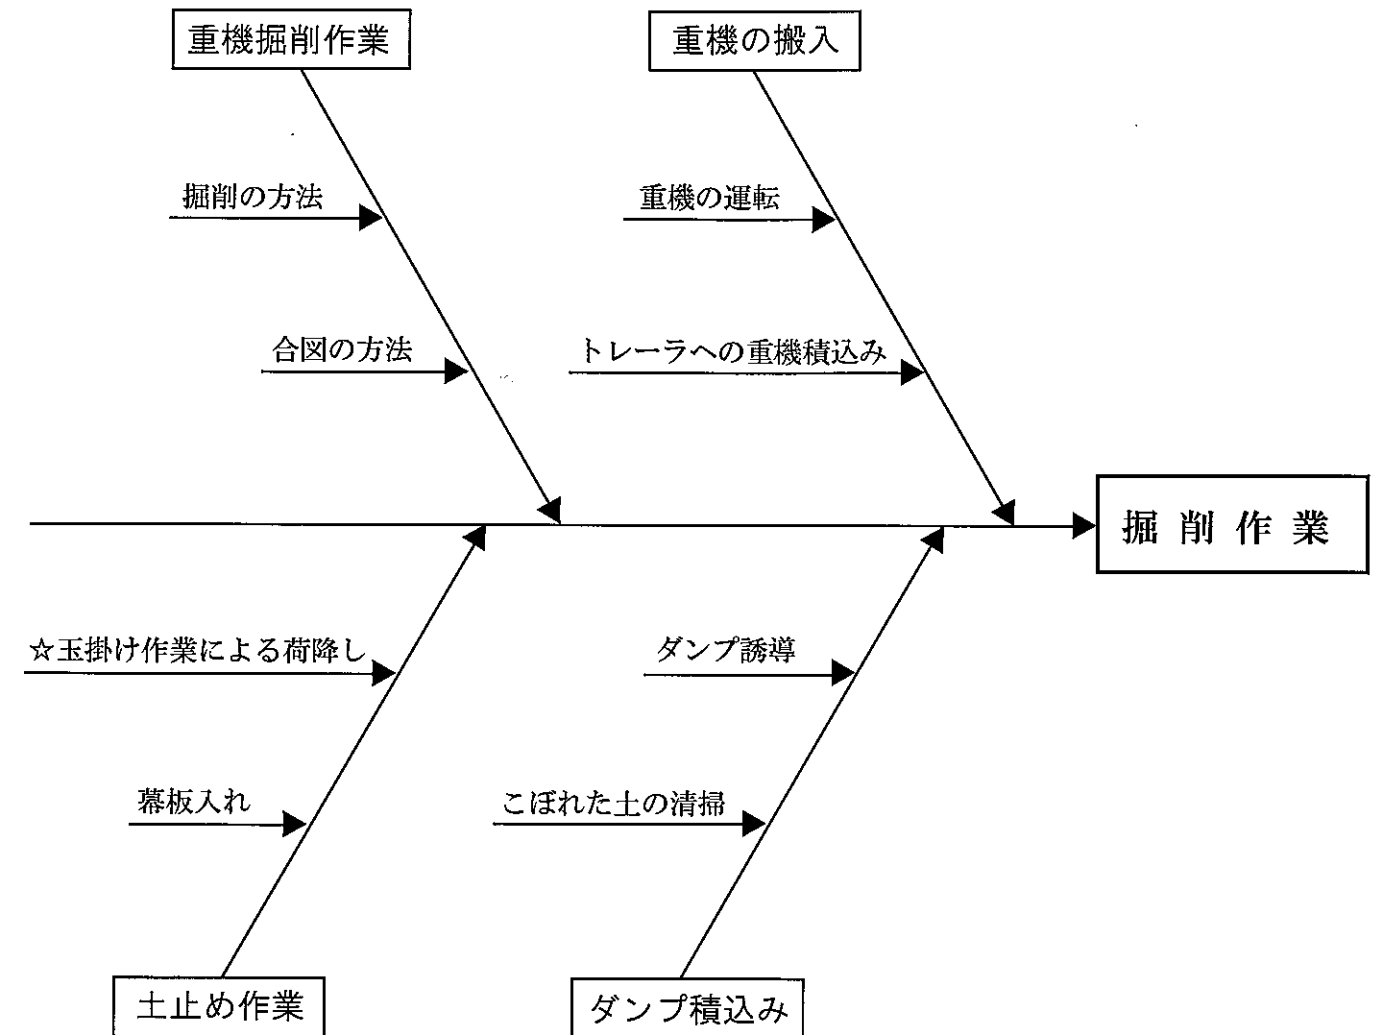 重機掘削作業
重機の搬入
掘削の方法
重機の運転
合図の方法
トレーラへの重機積込み
掘削作業
☆玉掛け作業による荷降し
ダンプ誘導
幕板入れ
こぼれた土の清掃
土止め作業
ダンプ積込み